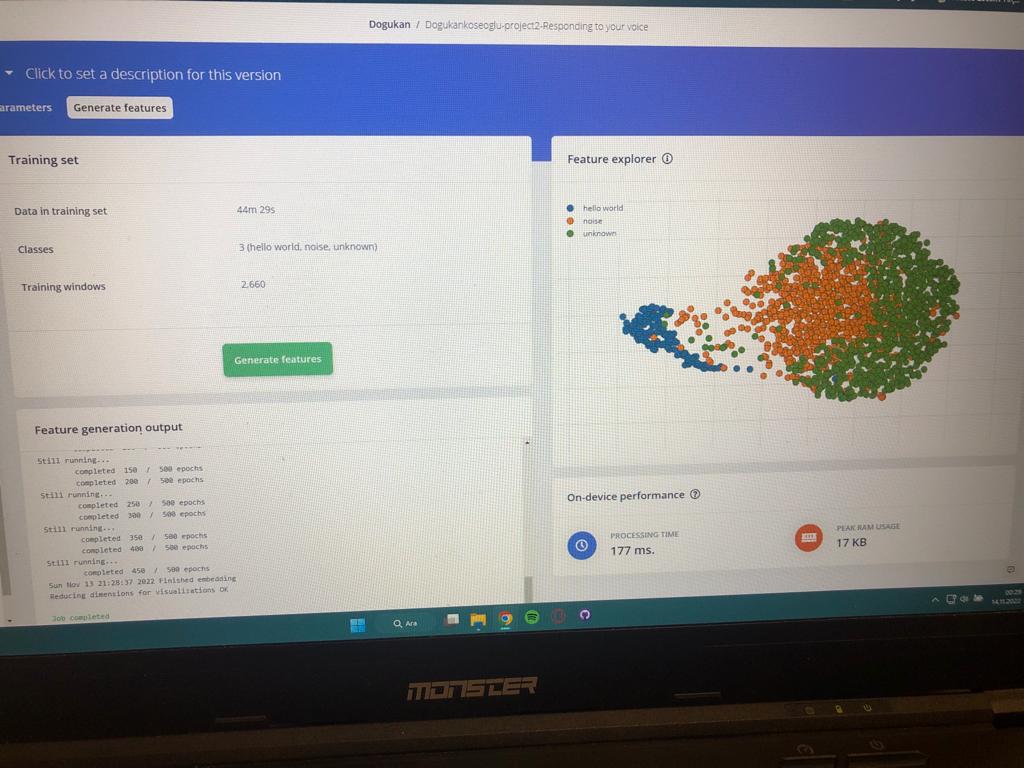 Dogukan / Dogukankoseoglu-project2-Responding to your voice
Click to set a description for this version
arameters Generate features
Training set
Data in training set 44m 29s
Classes 3 (hello world, noise, unknown)
Training windows 2,660
Generate features
Feature generation output
Still running...
completed 150 / 500 epochs
completed 200 / 500 epochs
Still running...
completed 250 / 500 epochs
completed 300 / 500 epochs
Still running...
completed 350 / 500 epochs
completed 400 / 500 epochs
Still running...
completed 450 / 500 epochs
Sun Nov 13 21:28:37 2022 Finished embedding
Reducing dimensions for visualizations OK
Job completed
Feature explorer
hello world
noise
unknown
On-device performance
PROCESSING TIME
177 ms.
PEAK RAM USAGE
17 KB
Ara
00:29
14.11.2022
MONSTER